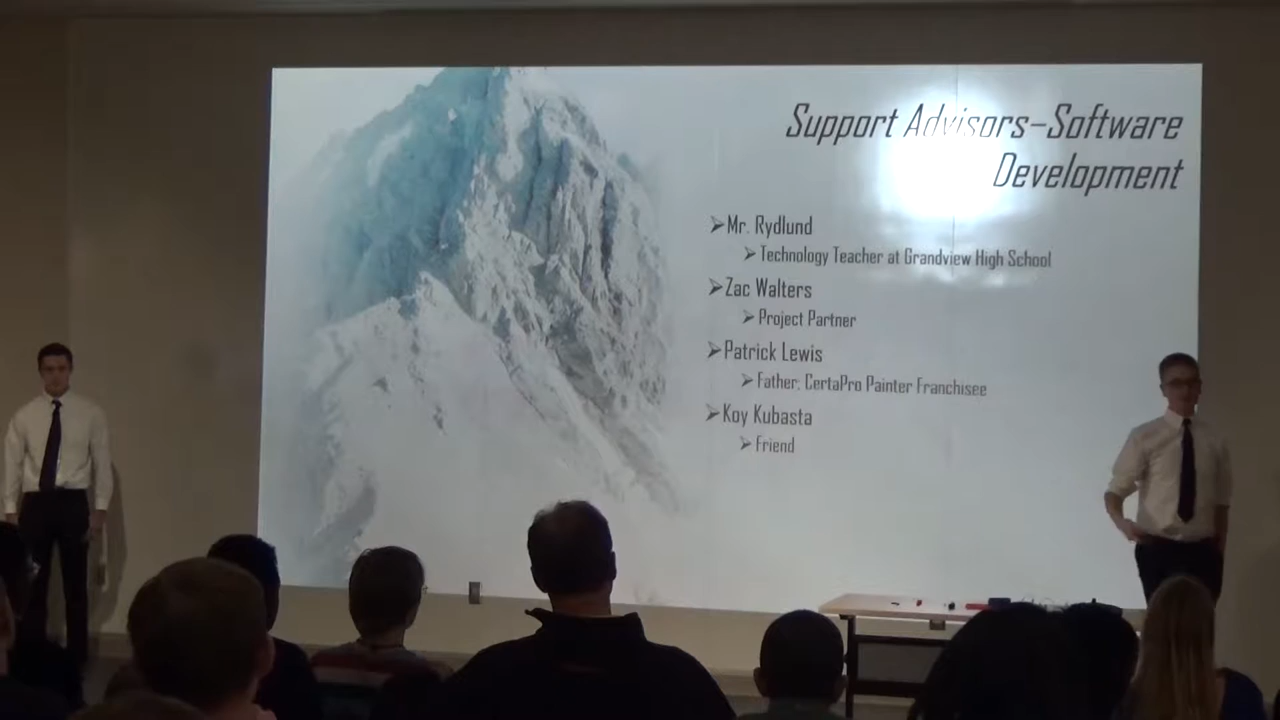 Support Advisors–Software
Development
Mr. Rydlund
Technology Teacher at Grandview High School
Zac Walters
Project Partner
Patrick Lewis
Father; CertaPro Painter Franchisee
Koy Kubasta
Friend